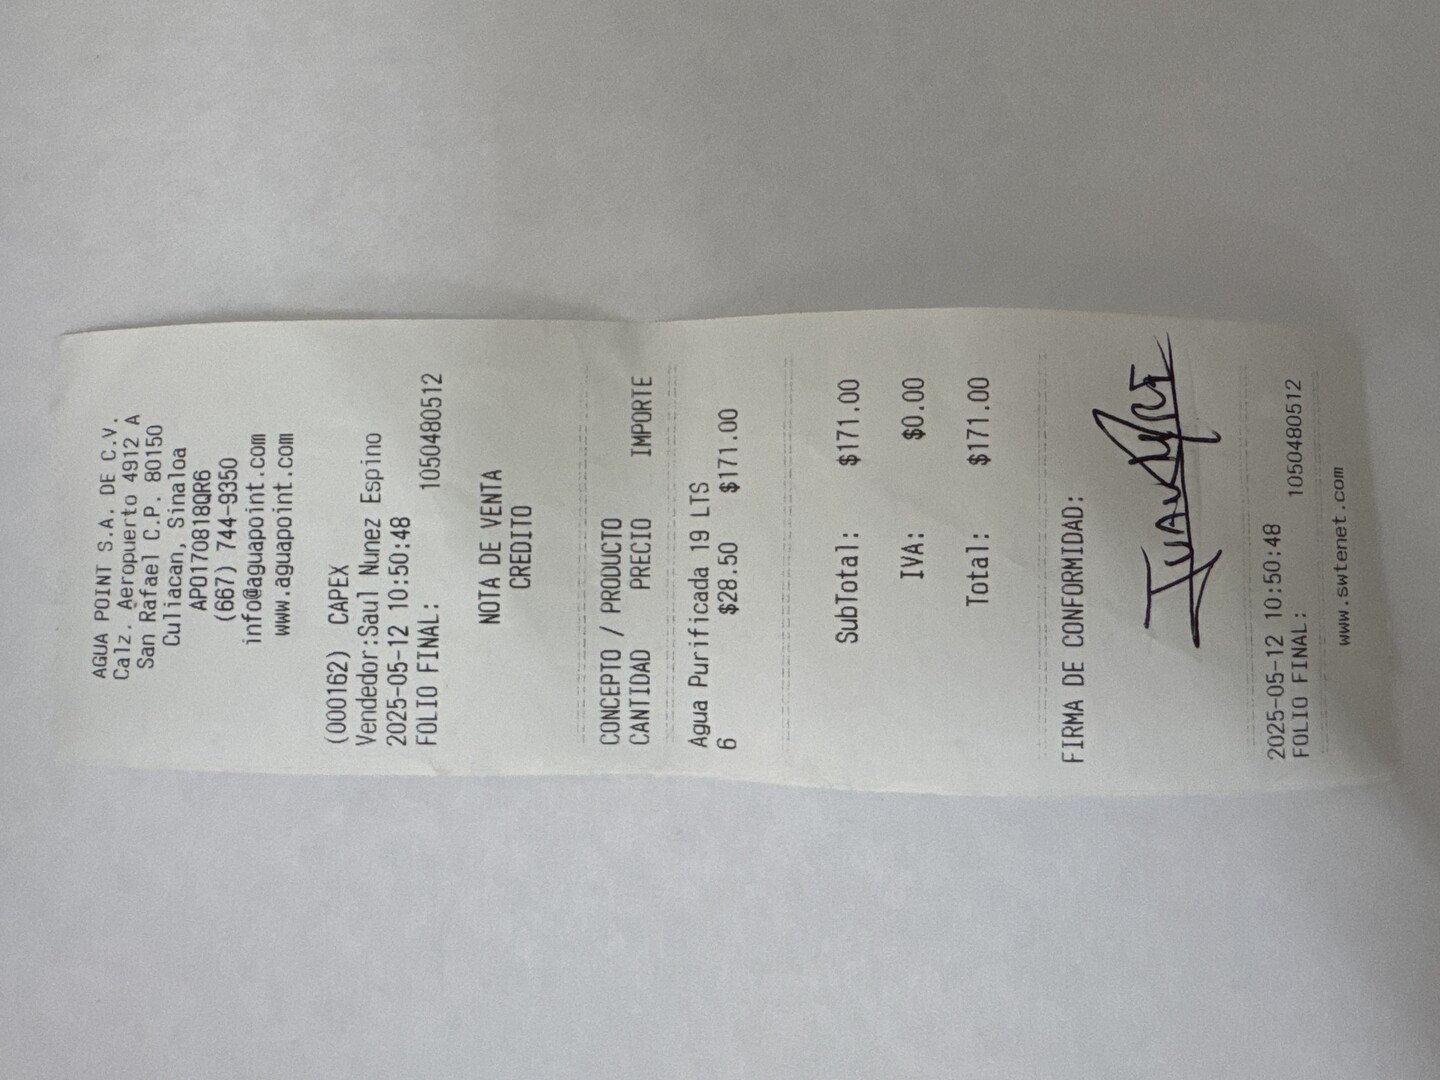 AGUA POINT S.A. DE C.V.
Calz. Aeropuerto 4912 A
San Rafael C.P. 80150
Culiacan, Sinaloa
APO170818QR6
(667) 744-9350
info@aguapoint.com
www.aguapoint.com
(000162) CAPEX
Vendedor:Saul Nunez Espino
2025-05-12 10:50:48
FOLIO FINAL: 1050480512
NOTA DE VENTA
CREDITO
CONCEPTO / PRODUCTO
CANTIDAD PRECIO IMPORTE
Agua Purificada 19 LTS
6 $28.50 $171.00
SubTotal: $171.00
IVA: $0.00
Total: $171.00
FIRMA DE CONFORMIDAD:
2025-05-12 10:50:48
FOLIO FINAL: 1050480512
www.swtenet.com